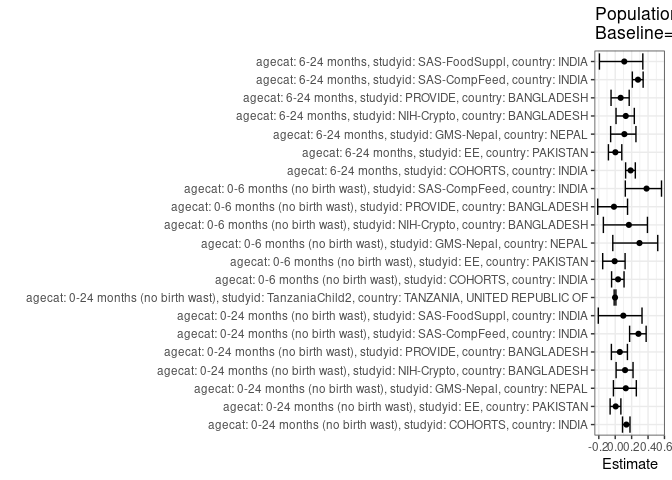 Population
Baseline=
agecat: 6-24 months, studyid: SAS-FoodSuppl, country: INDIA
agecat: 6-24 months, studyid: SAS-CompFeed, country: INDIA
agecat: 6-24 months, studyid: PROVIDE, country: BANGLADESH
agecat: 6-24 months, studyid: NIH-Crypto, country: BANGLADESH
agecat: 6-24 months, studyid: GMS-Nepal, country: NEPAL
agecat: 6-24 months, studyid: EE, country: PAKISTAN
agecat: 6-24 months, studyid: COHORTS, country: INDIA
agecat: 0-6 months (no birth wast), studyid: SAS-CompFeed, country: INDIA
agecat: 0-6 months (no birth wast), studyid: PROVIDE, country: BANGLADESH
agecat: 0-6 months (no birth wast), studyid: NIH-Crypto, country: BANGLADESH
agecat: 0-6 months (no birth wast), studyid: GMS-Nepal, country: NEPAL
agecat: 0-6 months (no birth wast), studyid: EE, country: PAKISTAN
agecat: 0-6 months (no birth wast), studyid: COHORTS, country: INDIA
agecat: 0-24 months (no birth wast), studyid: TanzaniaChild2, country: TANZANIA, UNITED REPUBLIC OF
agecat: 0-24 months (no birth wast), studyid: SAS-FoodSuppl, country: INDIA
agecat: 0-24 months (no birth wast), studyid: SAS-CompFeed, country: INDIA
agecat: 0-24 months (no birth wast), studyid: PROVIDE, country: BANGLADESH
agecat: 0-24 months (no birth wast), studyid: NIH-Crypto, country: BANGLADESH
agecat: 0-24 months (no birth wast), studyid: GMS-Nepal, country: NEPAL
agecat: 0-24 months (no birth wast), studyid: EE, country: PAKISTAN
agecat: 0-24 months (no birth wast), studyid: COHORTS, country: INDIA
-0.2 0.0 0.2 0.4 0.6
Estimate